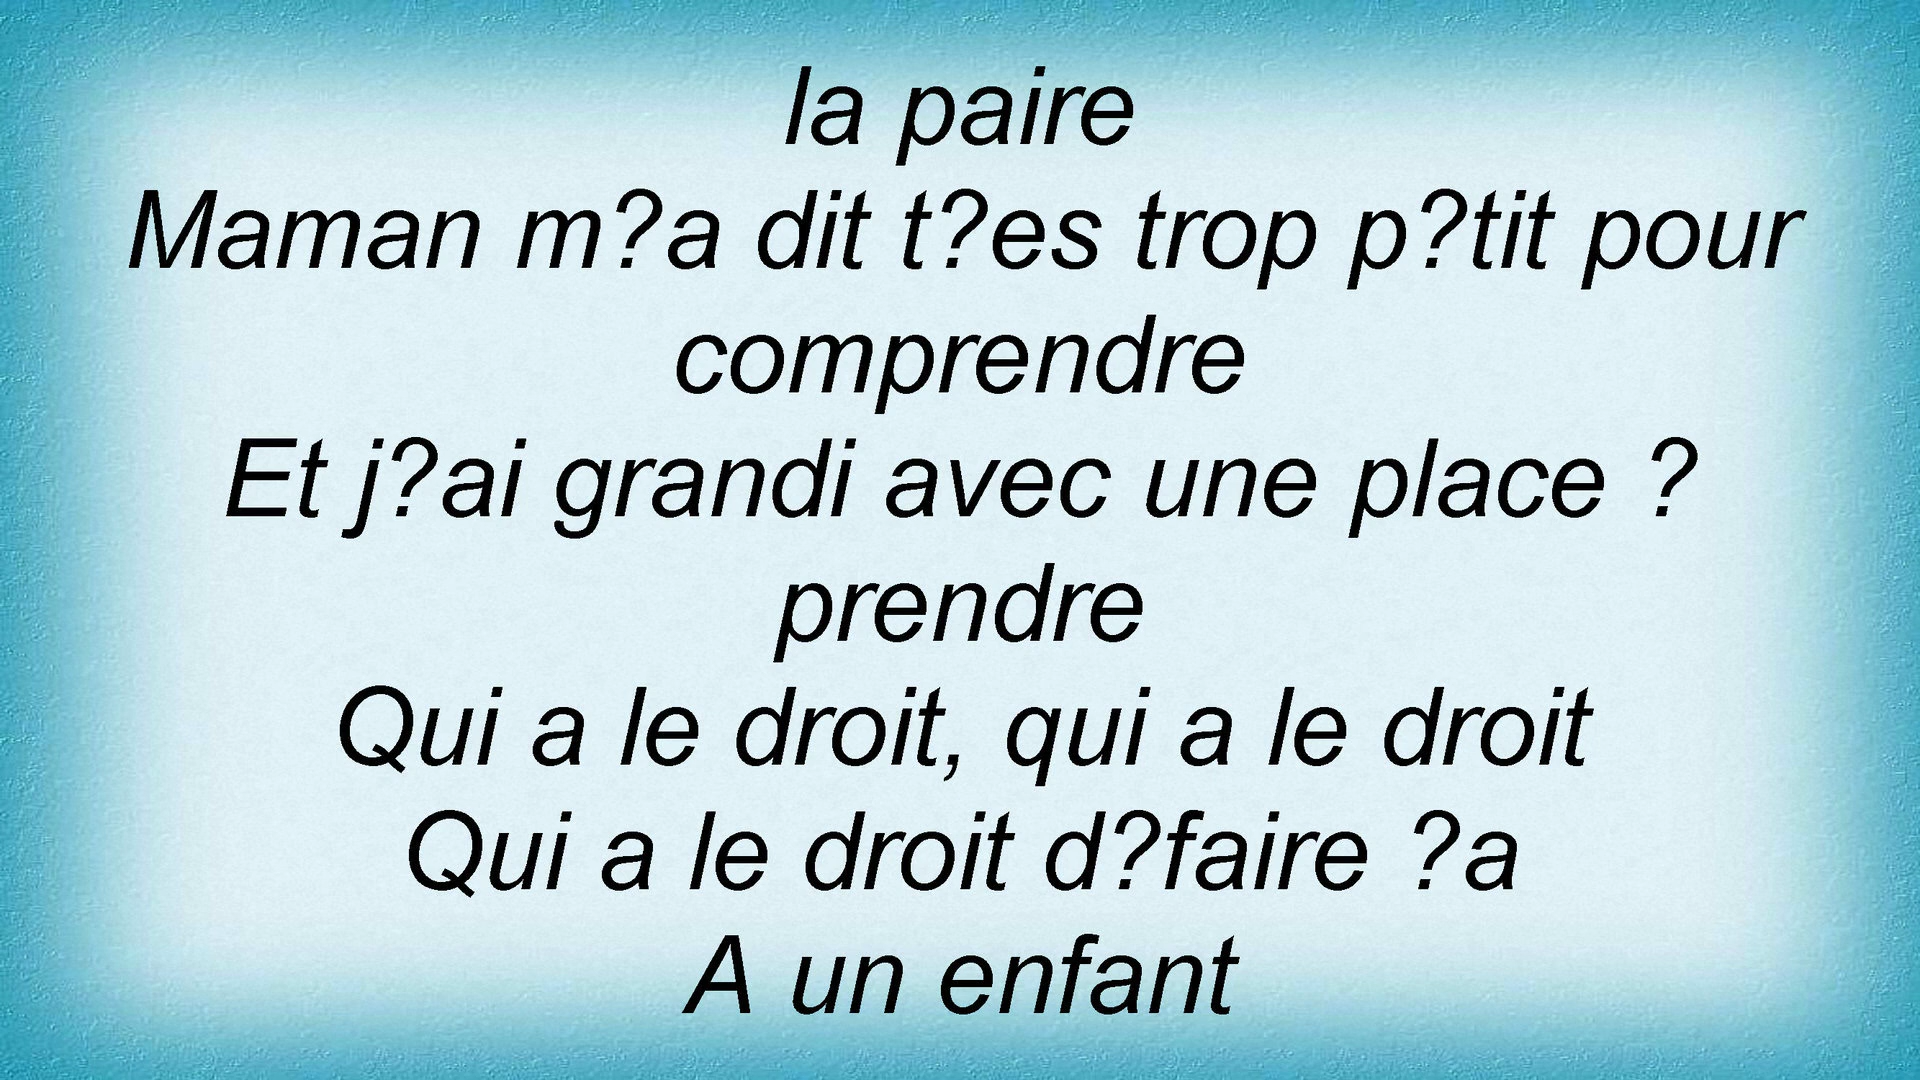 la paire
Maman m?a dit t?es trop p?tit pour
comprendre
Et j?ai grandi avec une place ?
prendre
Qui a le droit, qui a le droit
Qui a le droit d?faire ?a
A un enfant